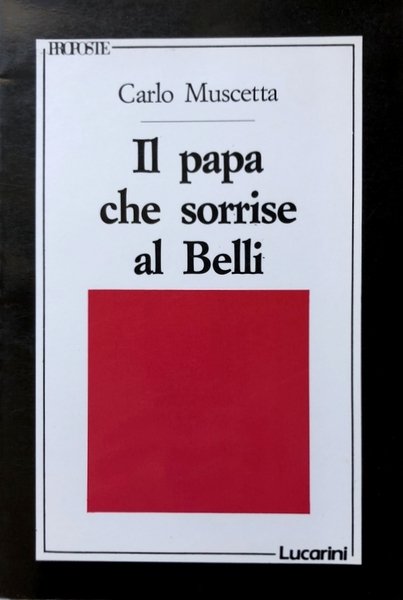 PROPOSTE
Carlo Muscetta
Il papa
che sorrise
al Belli
Lucarini